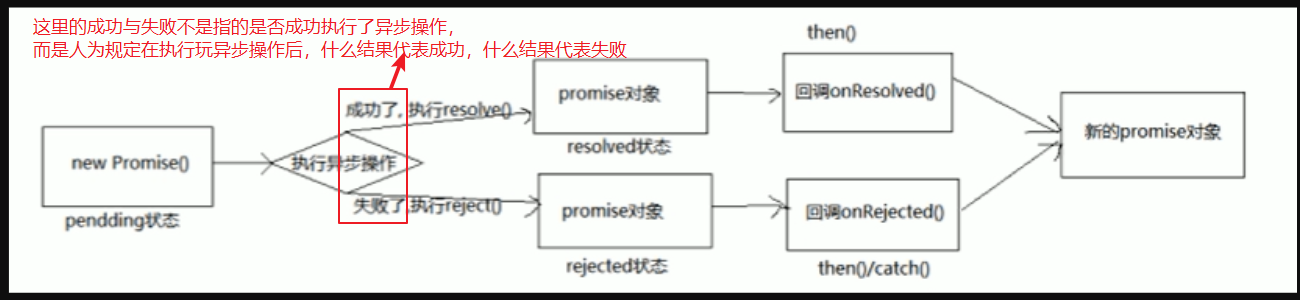 这里的成功与失败不是指的是否成功执行了异步操作，
而是人为规定在执行玩异步操作后，什么结果代表成功，什么结果代表失败
then()
成功了, 执行resolve()
promise对象
回调onResolved()
resolved状态
new Promise()
执行异步操作
新的promise对象
pendding状态
失败了,执行reject()
promise对象
回调onRejected()
rejected状态
then()/catch()